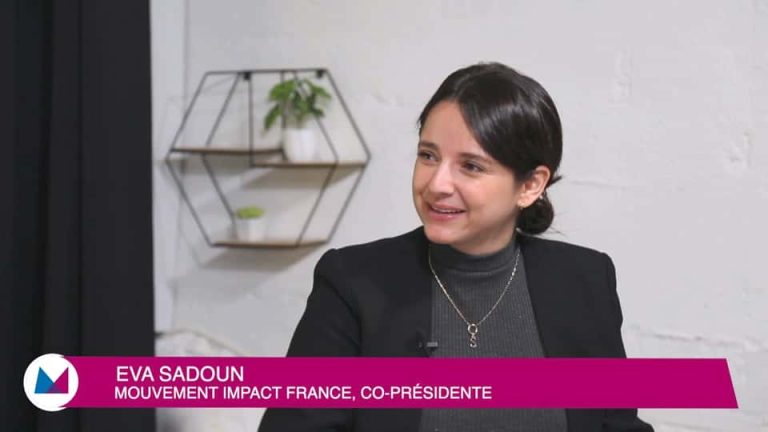 EVA SADOUN
MOUVEMENT IMPACT FRANCE, CO-PRÉSIDENTE